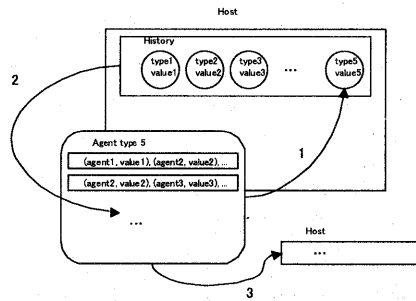 Host
History
type1 type2 type3 type5
value1 value2 value3 ... value5
2
1
Agent type 5
(agent1, value1), (agent2, value2), ...
(agent2, value2), (agent3, value3), ...
...
Host
...
3